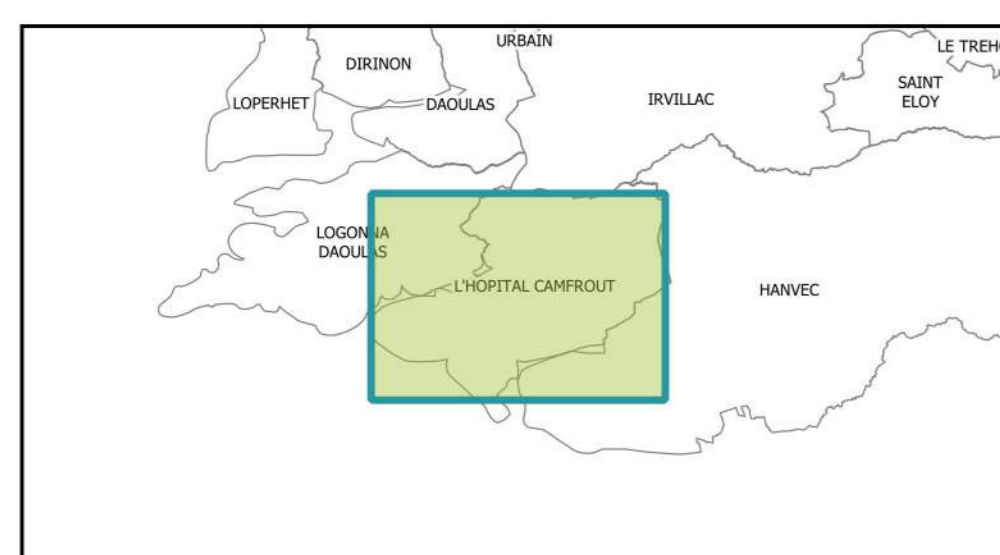 URBAIN
LE TREH
DIRINON
SAINT
ELOY
LOPERHET
DAOULAS
IRVILLAC
LOGONNA
DAOULAS
L'HOPITAL CAMFROUT
HANVEC